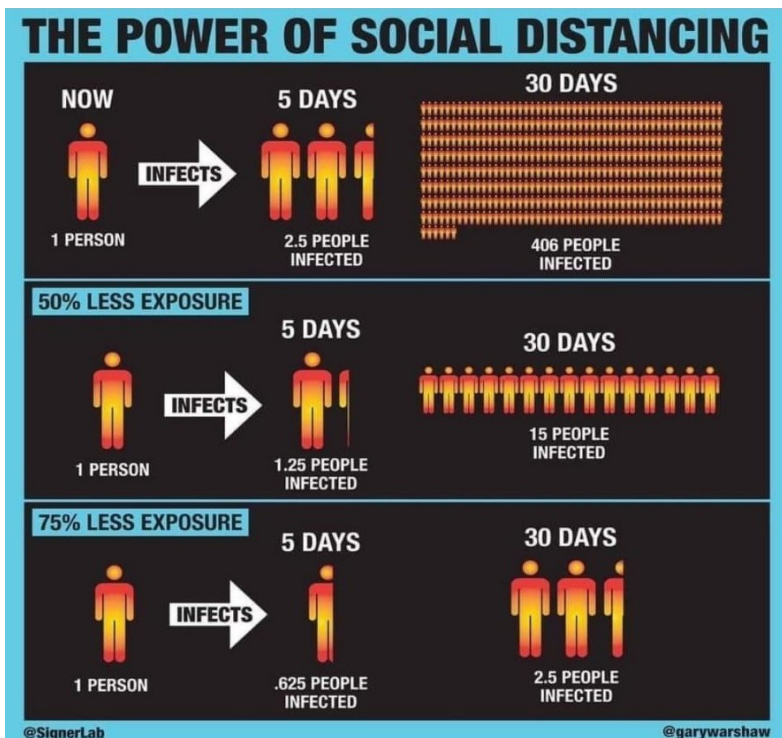 THE POWER OF SOCIAL DISTANCING
NOW
5 DAYS
30 DAYS
INFECTS
1 PERSON
2.5 PEOPLE
INFECTED
406 PEOPLE
INFECTED
50% LESS EXPOSURE
5 DAYS
30 DAYS
INFECTS
1 PERSON
1.25 PEOPLE
INFECTED
15 PEOPLE
INFECTED
75% LESS EXPOSURE
5 DAYS
30 DAYS
INFECTS
1 PERSON
.625 PEOPLE
INFECTED
2.5 PEOPLE
INFECTED
@SignerLab
@garywarshaw